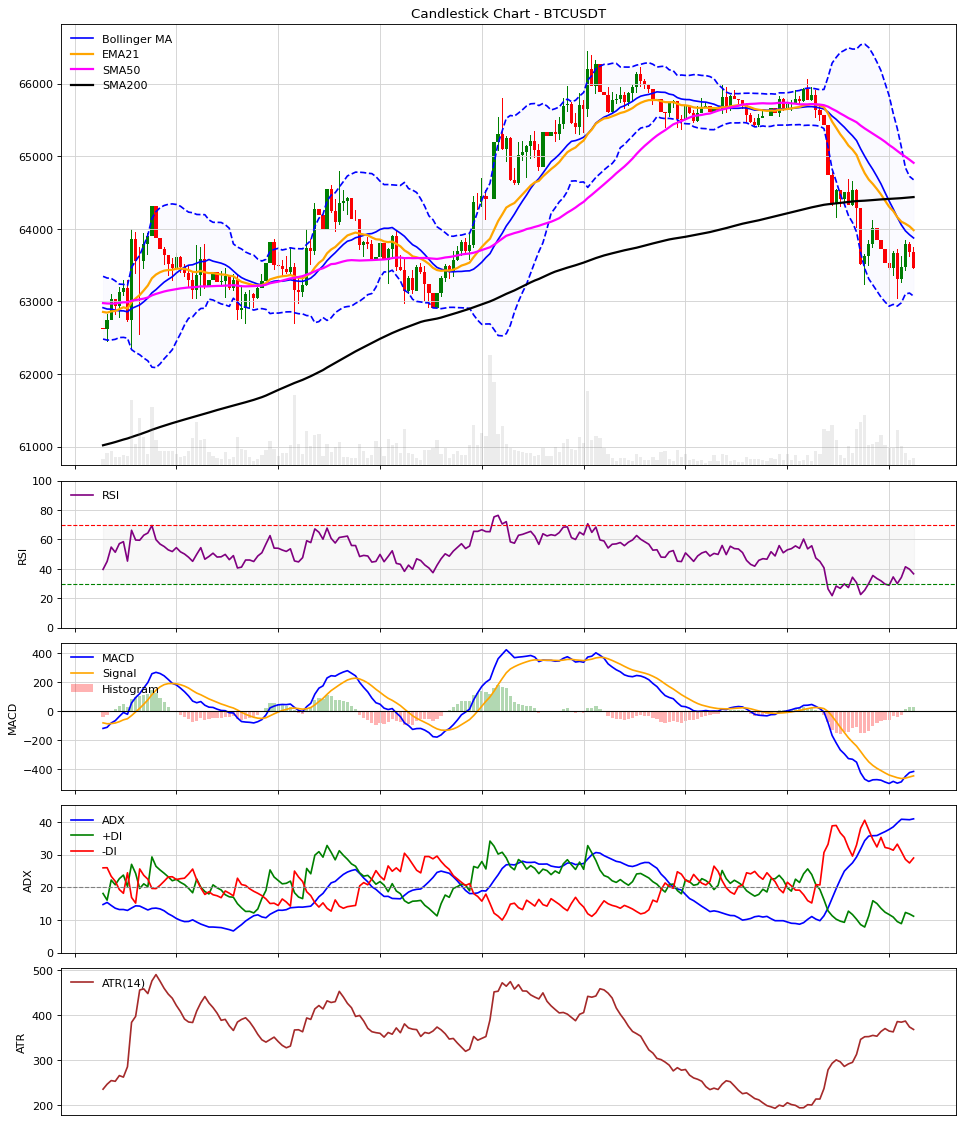 Candlestick Chart - BTCUSDT
Bollinger MA
EMA21
SMA50
SMA200
66000
65000
64000
63000
62000
61000
RSI
RSI
100
80
60
40
20
0
MACD
Signal
Histogram
MACD
400
200
0
−200
−400
ADX
+DI
-DI
ADX
40
30
20
10
0
ATR(14)
ATR
500
400
300
200